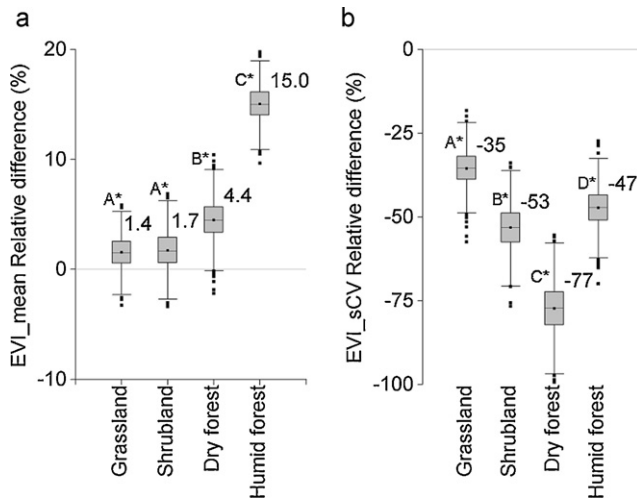 a
EVI_mean Relative difference (%)
20
10
0
-10
A*
1.4
A*
1.7
B*
4.4
C*
15.0
Grassland
Shrubland
Dry forest
Humid forest
b
EVI_sCV Relative difference (%)
0
-25
-50
-75
-100
A*
-35
B*
-53
C*
-77
D*
-47
Grassland
Shrubland
Dry forest
Humid forest